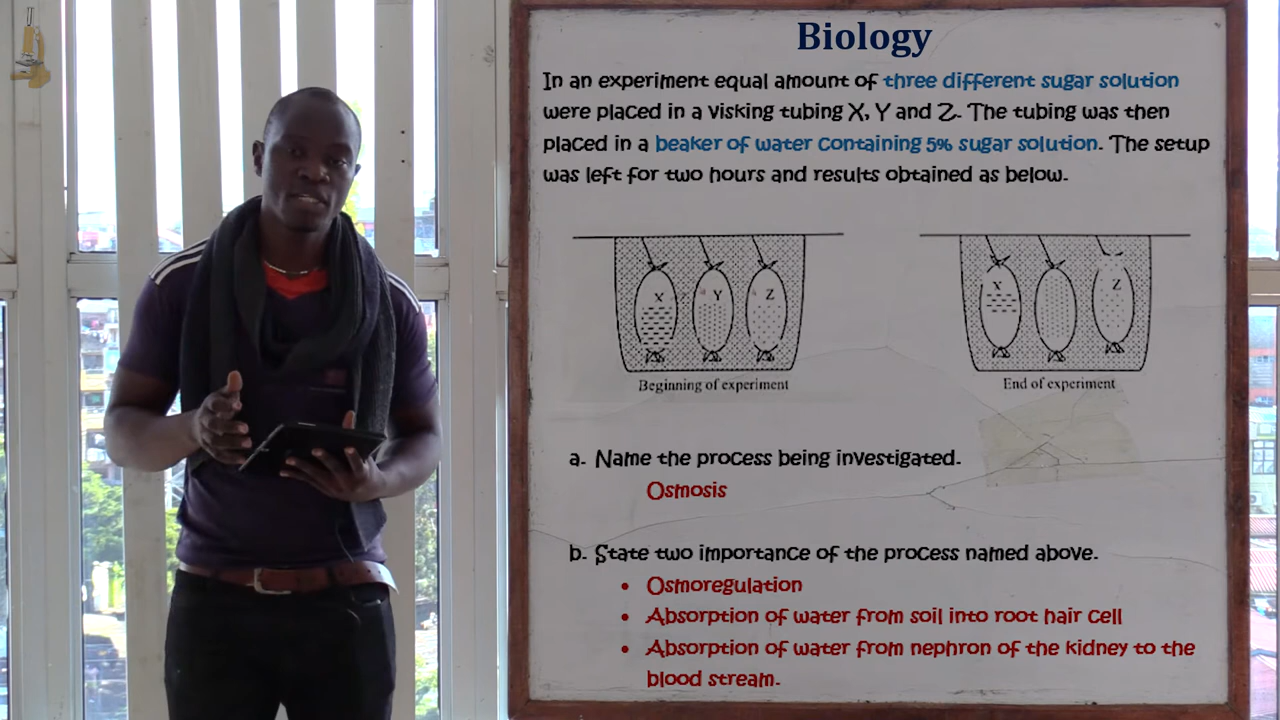 Biology
In an experiment equal amount of three different sugar solution
were placed in a visking tubing X, Y and Z. The tubing was then
placed in a beaker of water containing 5% sugar solution. The setup
was left for two hours and results obtained as below.
X Y Z X Z
Beginning of experiment End of experiment
a. Name the process being investigated.
Osmosis
b. State two importance of the process named above.
• Osmoregulation
• Absorption of water from soil into root hair cell
• Absorption of water from nephron of the kidney to the
blood stream.